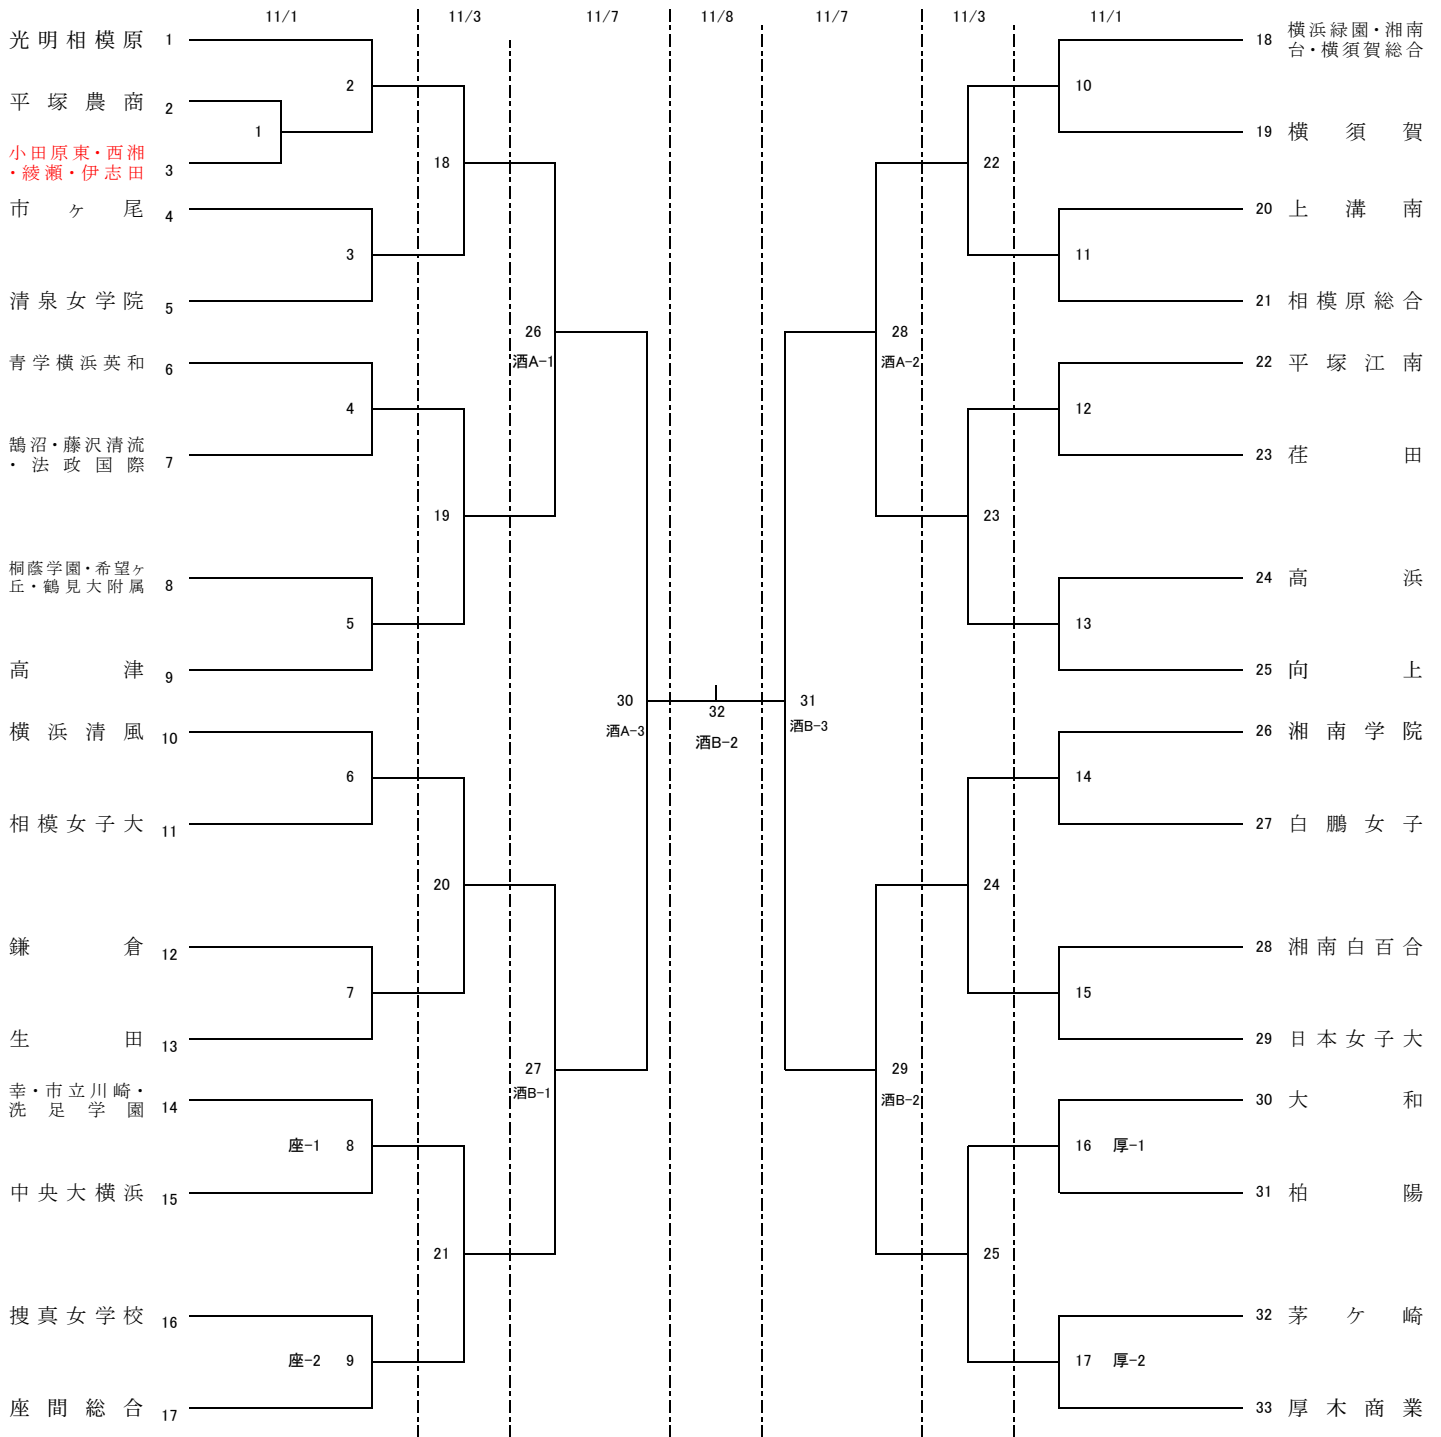 11/1 11/3 11/7 11/8 11/7 11/3 11/1
光明相模原 1
平塚農商 2
小田原東・西湘
・綾瀬・伊志田 3
市ヶ尾 4
清泉女学院 5
青学横浜英和 6
鵠沼・藤沢清流
・法政国際 7
桐蔭学園・希望ヶ
丘・鶴見大附属 8
高津 9
横浜清風 10
相模女子大 11
鎌倉 12
生田 13
幸・市立川崎・
洗足学園 14
中央大横浜 15
捜真女学校 16
座間総合 17
1
2
3
4
5
6
7
座-1 8
座-2 9
18
19
20
21
26
酒A-1
27
酒B-1
30
酒A-3
32
酒B-2
31
酒B-3
28
酒A-2
29
酒B-2
22
23
24
25
10
11
12
13
14
15
16 厚-1
17 厚-2
18 横浜緑園・湘南
台・横須賀総合
19 横須賀
20 上溝南
21 相模原総合
22 平塚江南
23 荏田
24 高浜
25 向上
26 湘南学院
27 白鵬女子
28 湘南白百合
29 日本女子大
30 大和
31 柏陽
32 茅ケ崎
33 厚木商業